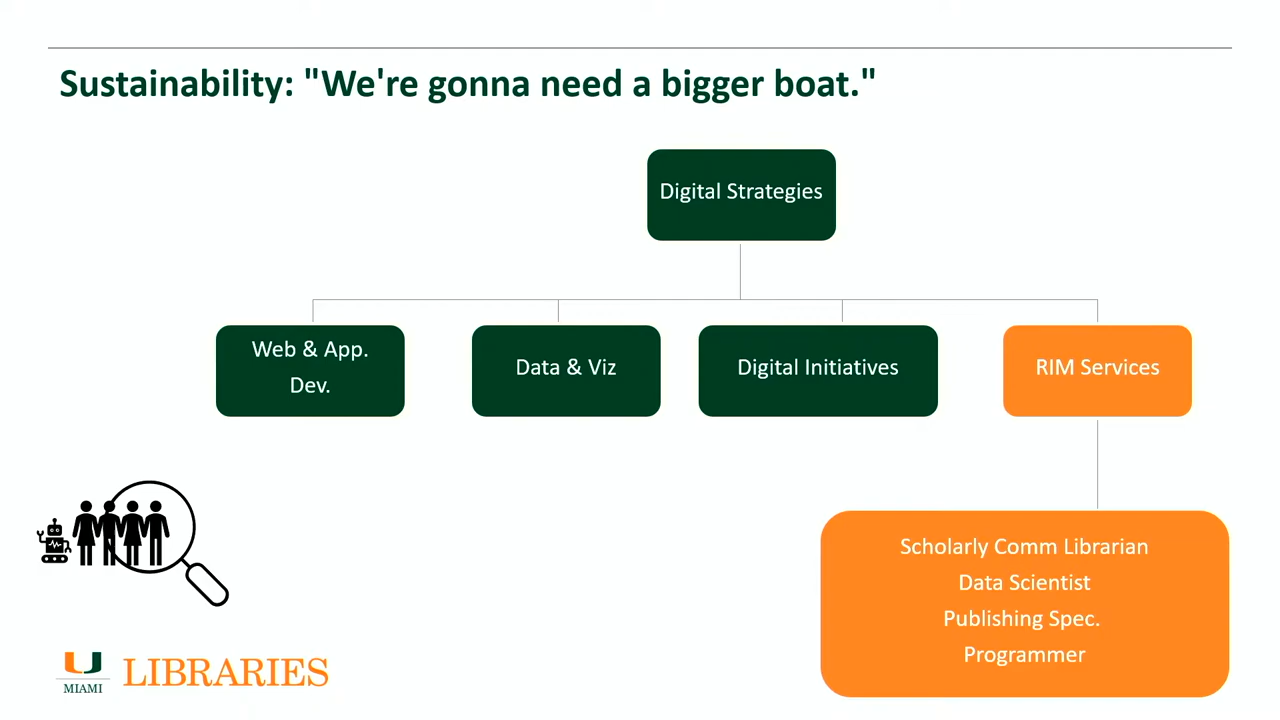 Sustainability: "We're gonna need a bigger boat."
Digital Strategies
Web & App.
Dev.
Data & Viz
Digital Initiatives
RIM Services
Scholarly Comm Librarian
Data Scientist
Publishing Spec.
Programmer
U
MIAMI
LIBRARIES